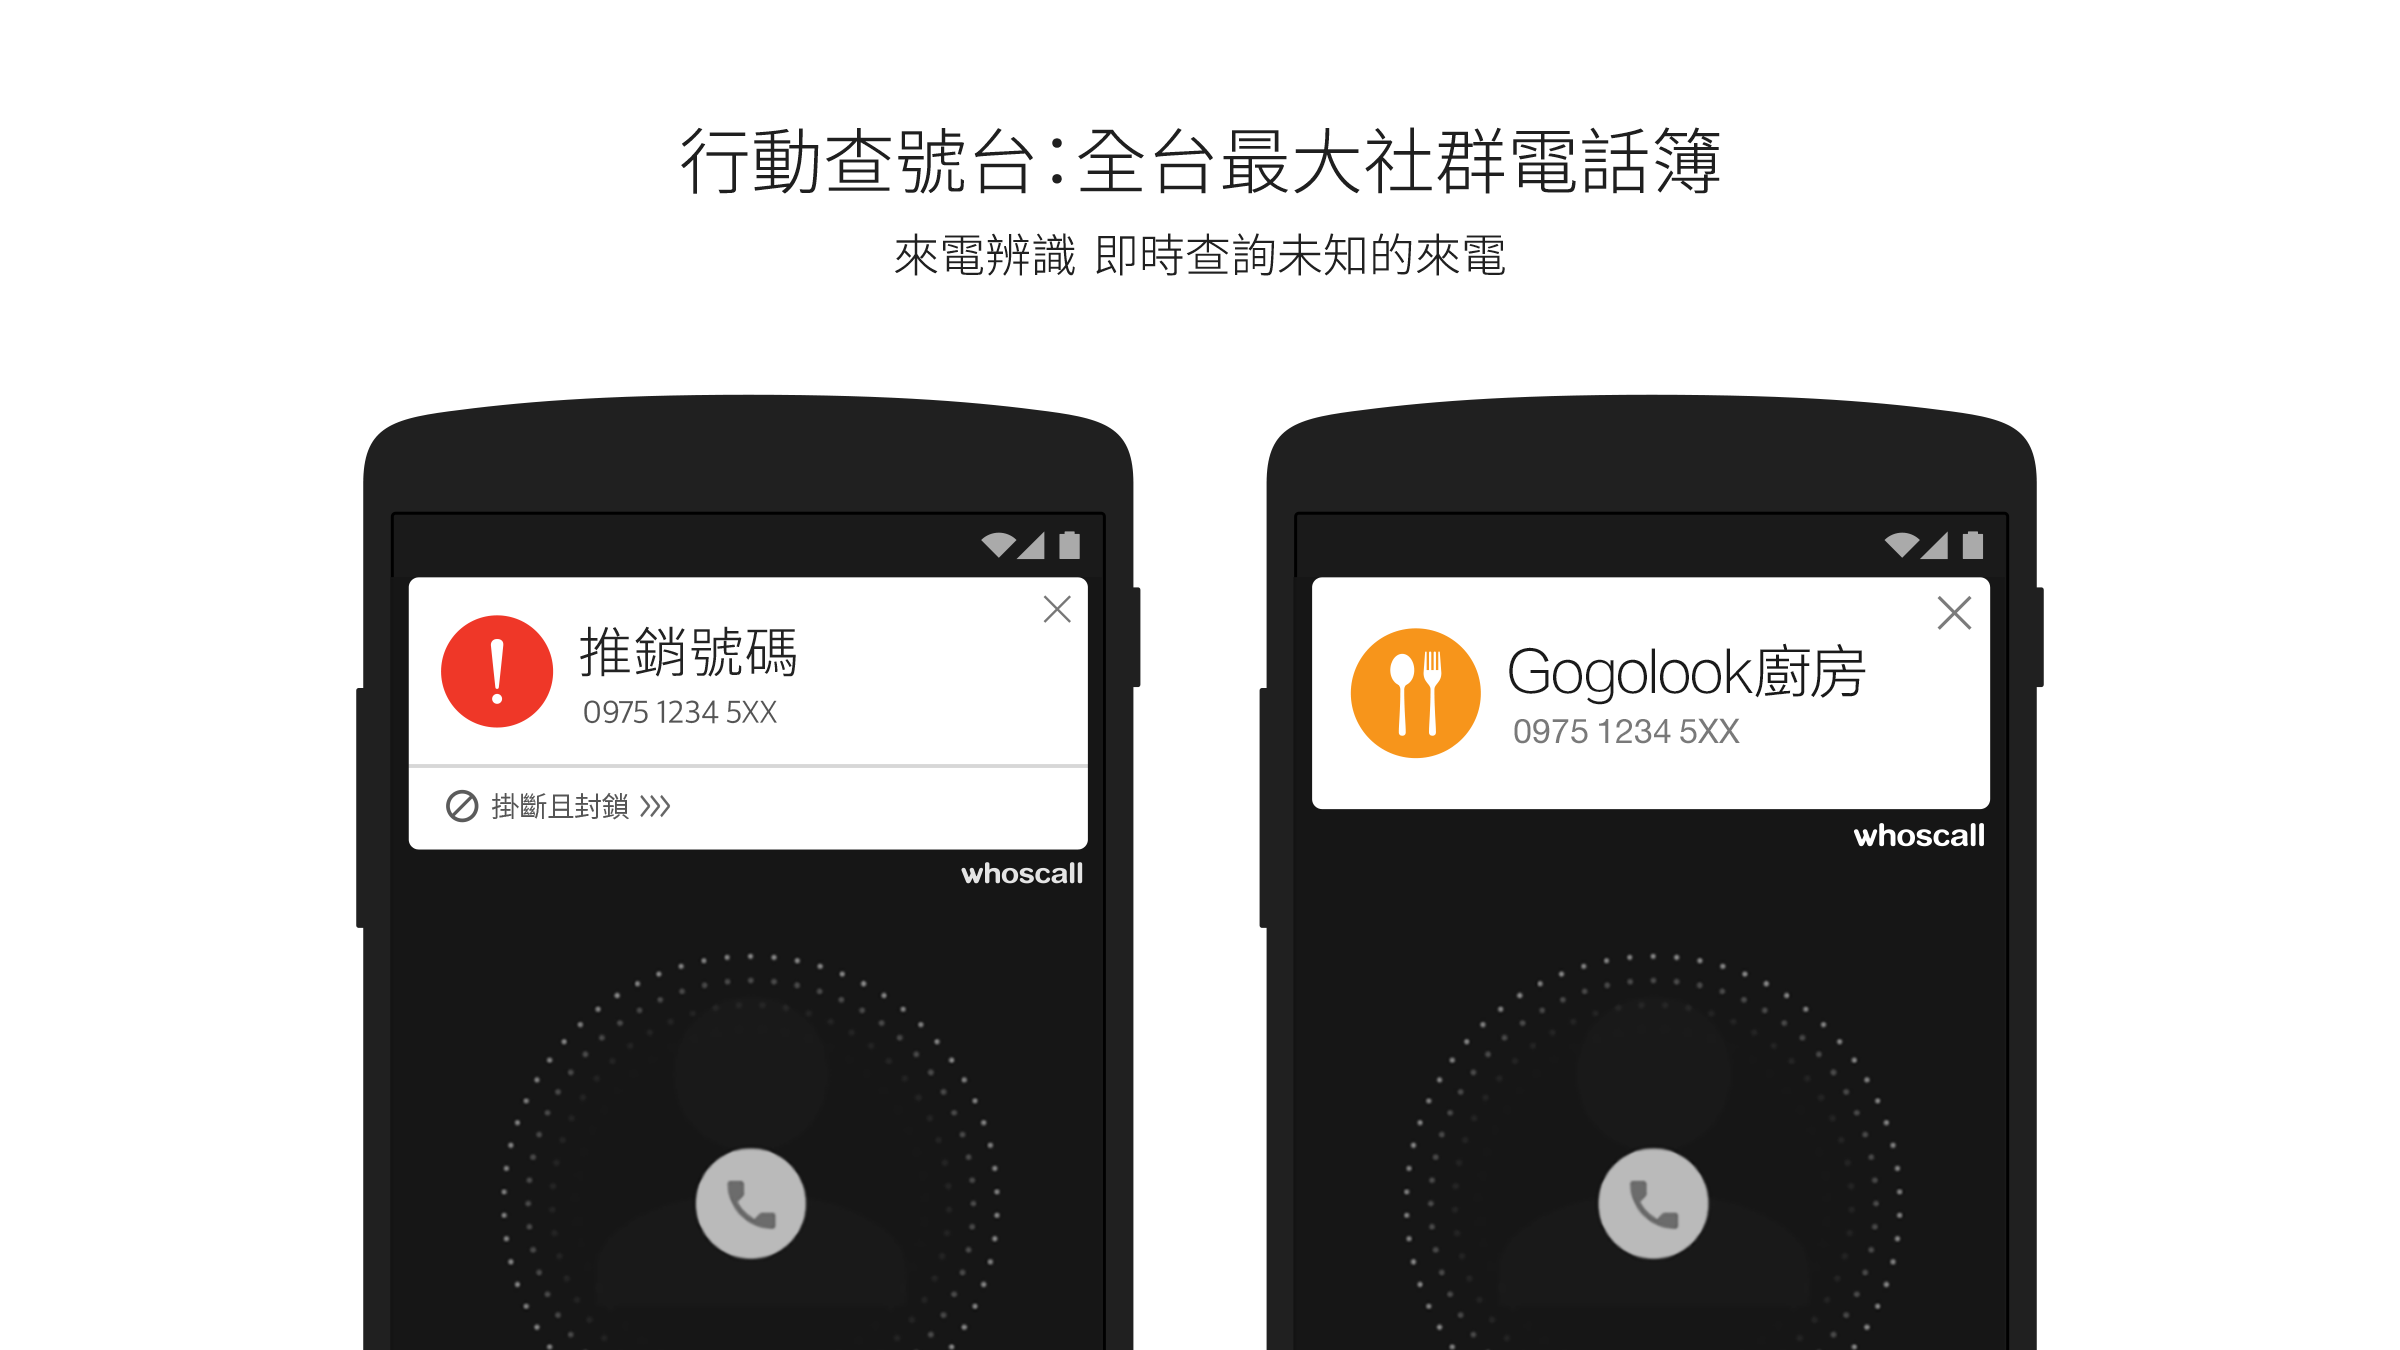 行動查號台：全台最大社群電話簿
來電辨識 即時查詢未知的來電
推銷號碼
0975 1234 5XX
掛斷且封鎖
whoscall
Gogolook廚房
0975 1234 5XX
whoscall